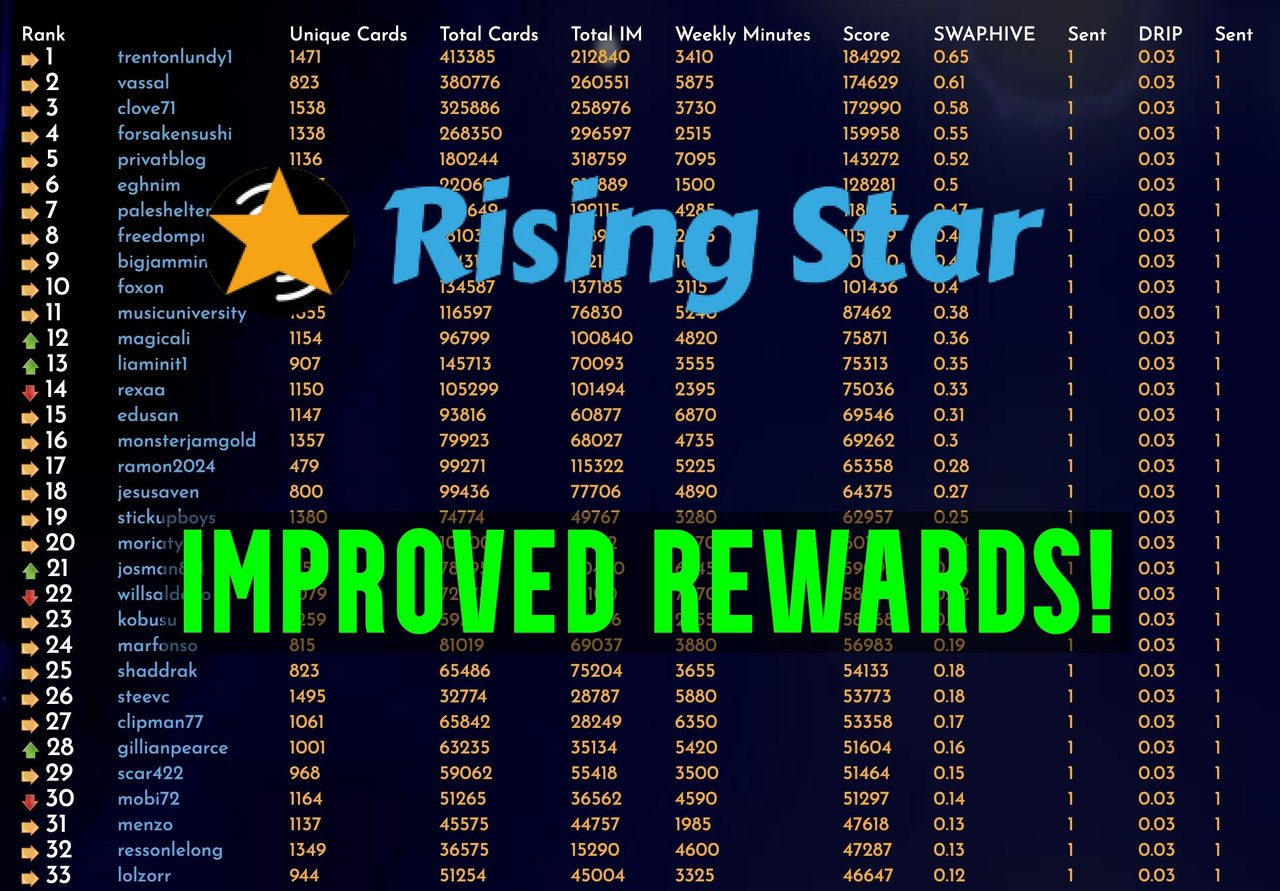 Rank Unique Cards Total Cards Total IM Weekly Minutes Score SWAP.HIVE Sent DRIP Sent
1 trentonlundy1 1471 413385 212840 3410 184292 0.65 1 0.03 1
2 vassal 823 380776 260551 5875 174629 0.61 1 0.03 1
3 clove71 1538 325886 258976 3730 172990 0.58 1 0.03 1
4 forsakensushi 1338 268350 296597 2515 159958 0.55 1 0.03 1
5 privatblog 1136 180244 318759 7095 143272 0.52 1 0.03 1
6 eghnim 1500 128281 0.5 1 0.03 1
7 paleshelter 4285 1 0.03 1
8 1 0.03 1
9 1 0.03 1
Rising Star
10 foxon 134587 137185 3115 101436 0.4 1 0.03 1
11 musicuniversity 116597 76830 5240 87462 0.38 1 0.03 1
12 magicali 1154 96799 100840 4820 75871 0.36 1 0.03 1
13 liaminit1 907 145713 70093 3555 75313 0.35 1 0.03 1
14 rexaa 1150 105299 101494 2395 75036 0.33 1 0.03 1
15 edusan 1147 93816 60877 6870 69546 0.31 1 0.03 1
16 monsterjamgold 1357 79923 68027 4735 69262 0.3 1 0.03 1
17 ramon2024 479 99271 115322 5225 65358 0.28 1 0.03 1
18 jesusaven 800 99436 77706 4890 64375 0.27 1 0.03 1
19 stickupboys 1380 74774 49767 3280 62957 0.25 1 0.03 1
20 1 0.03 1
21 1 0.03 1
IMPROVED REWARDS!
22 1 0.03 1
23 kobusu 1 0.03 1
24 marfonso 815 81019 69037 3880 56983 0.19 1 0.03 1
25 shaddrak 823 65486 75204 3655 54133 0.18 1 0.03 1
26 steevc 1495 32774 28787 5880 53773 0.18 1 0.03 1
27 clipman77 1061 65842 28249 6350 53358 0.17 1 0.03 1
28 gillianpearce 1001 63235 35134 5420 51604 0.16 1 0.03 1
29 scar422 968 59062 55418 3500 51464 0.15 1 0.03 1
30 mobi72 1164 51265 36562 4590 51297 0.14 1 0.03 1
31 menzo 1137 45575 44757 1985 47618 0.13 1 0.03 1
32 ressonlelong 1349 36575 15290 4600 47287 0.13 1 0.03 1
33 lolzorr 944 51254 45004 3325 46647 0.12 1 0.03 1